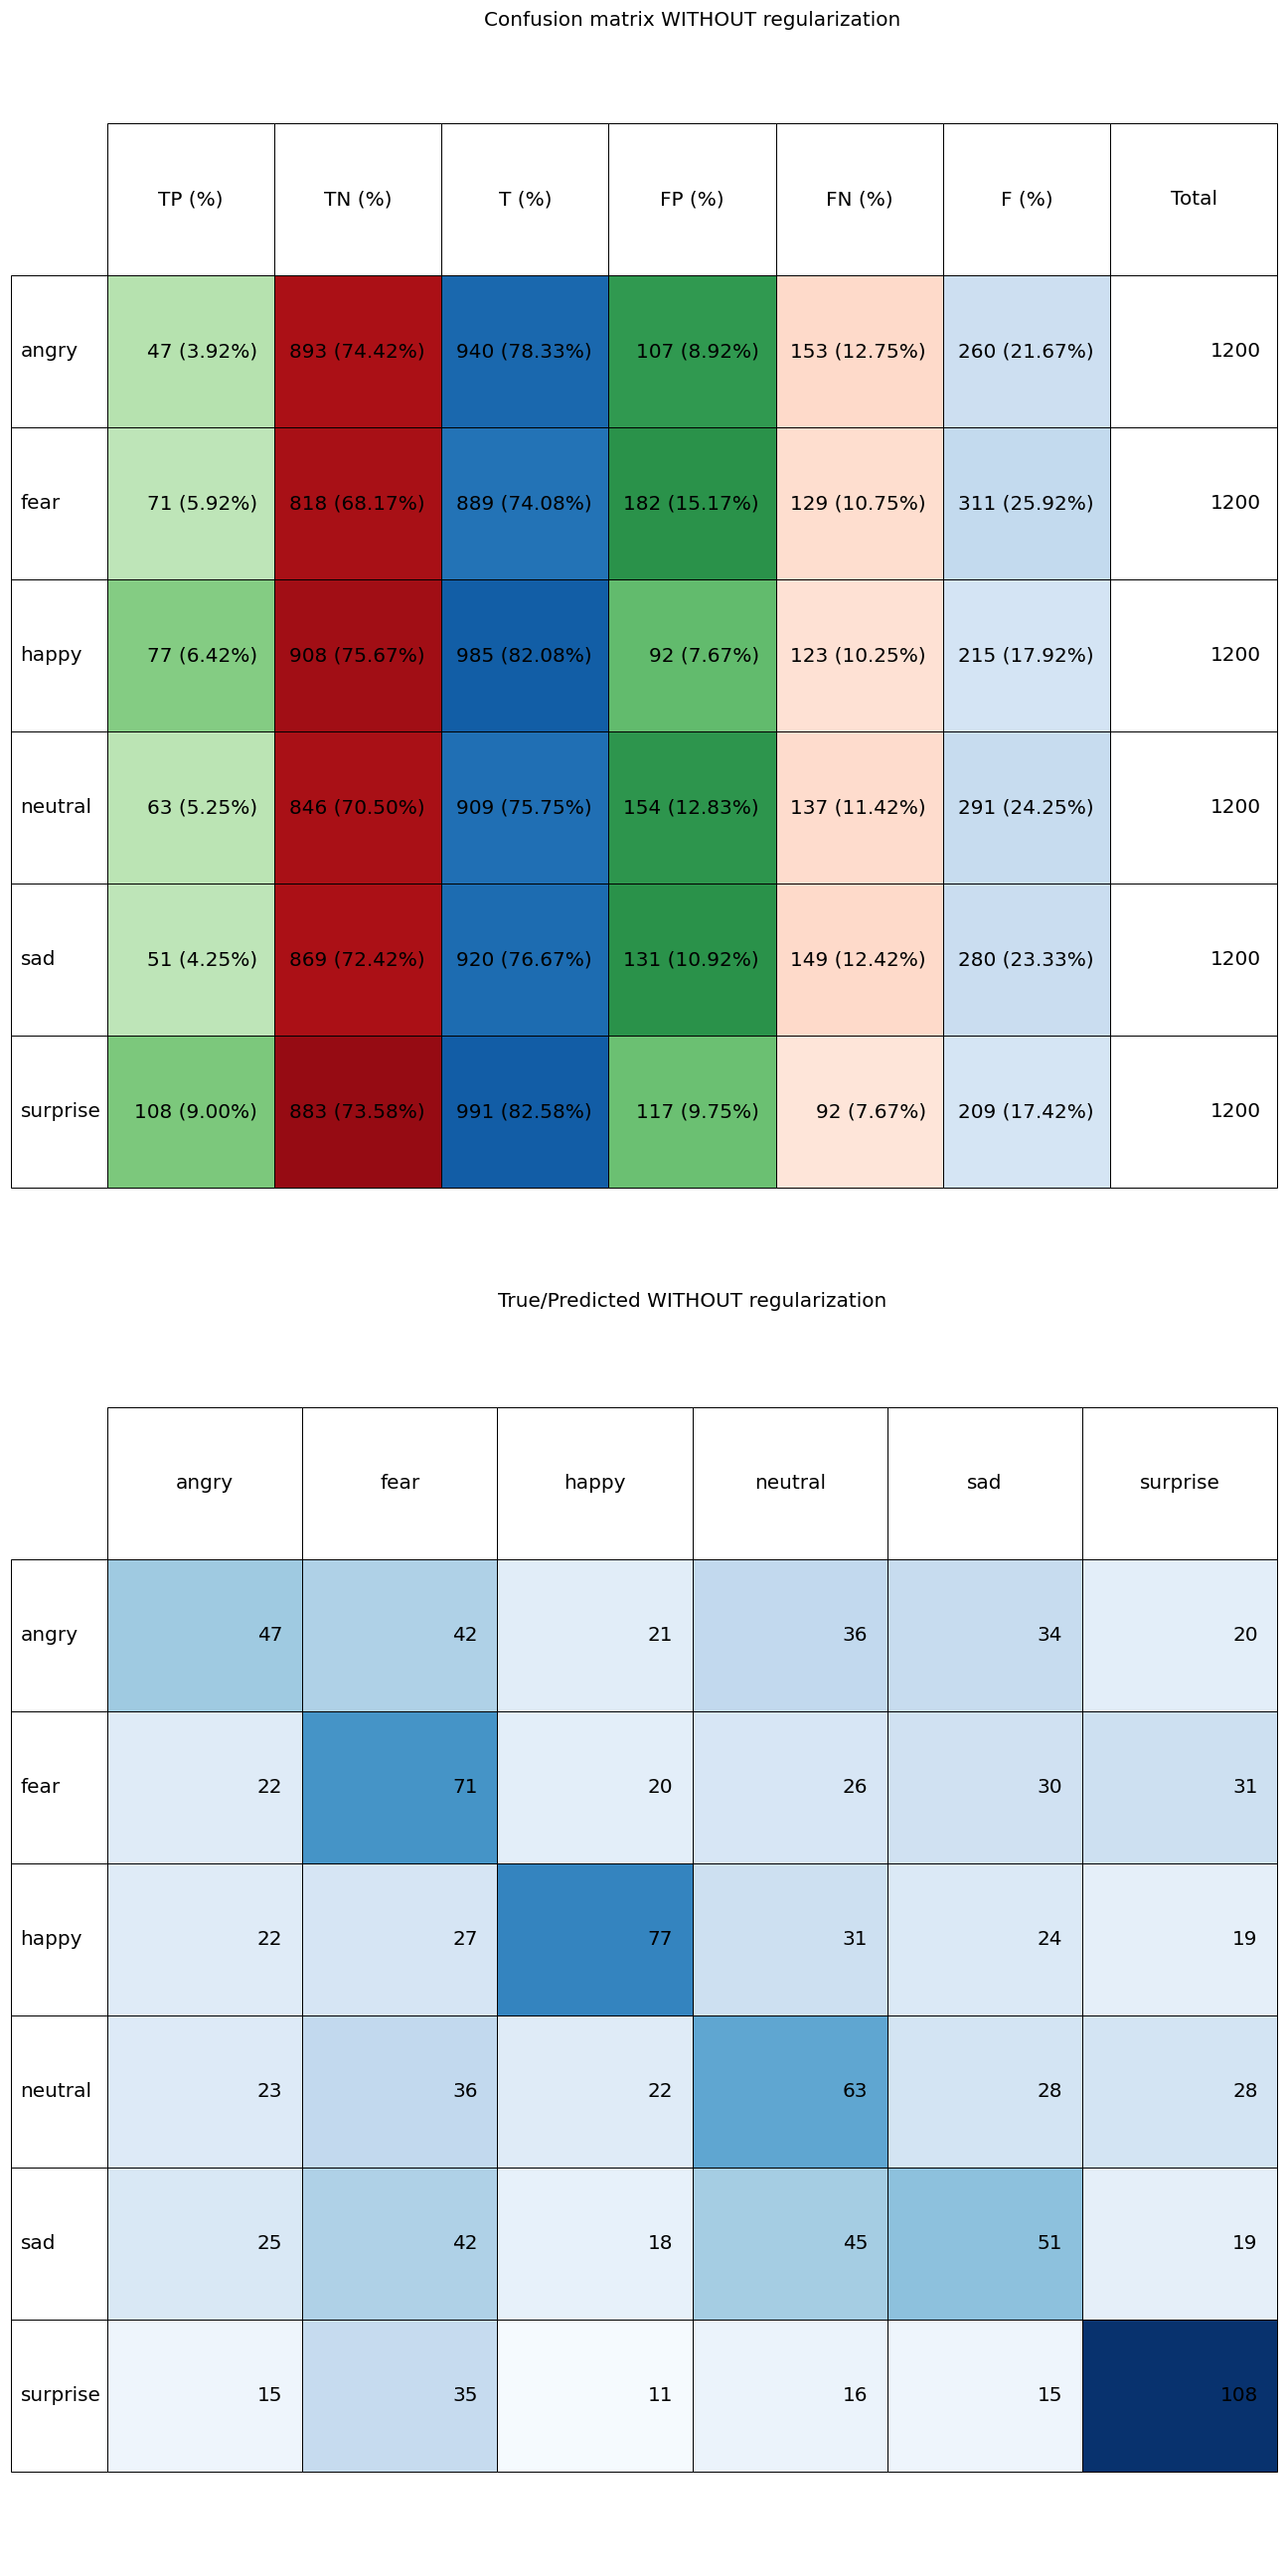 Confusion matrix WITHOUT regularization
TP (%) TN (%) T (%) FP (%) FN (%) F (%) Total
angry 47 (3.92%) 893 (74.42%) 940 (78.33%) 107 (8.92%) 153 (12.75%) 260 (21.67%) 1200
fear 71 (5.92%) 818 (68.17%) 889 (74.08%) 182 (15.17%) 129 (10.75%) 311 (25.92%) 1200
happy 77 (6.42%) 908 (75.67%) 985 (82.08%) 92 (7.67%) 123 (10.25%) 215 (17.92%) 1200
neutral 63 (5.25%) 846 (70.50%) 909 (75.75%) 154 (12.83%) 137 (11.42%) 291 (24.25%) 1200
sad 51 (4.25%) 869 (72.42%) 920 (76.67%) 131 (10.92%) 149 (12.42%) 280 (23.33%) 1200
surprise 108 (9.00%) 883 (73.58%) 991 (82.58%) 117 (9.75%) 92 (7.67%) 209 (17.42%) 1200
True/Predicted WITHOUT regularization
angry fear happy neutral sad surprise
angry 47 42 21 36 34 20
fear 22 71 20 26 30 31
happy 22 27 77 31 24 19
neutral 23 36 22 63 28 28
sad 25 42 18 45 51 19
surprise 15 35 11 16 15 108